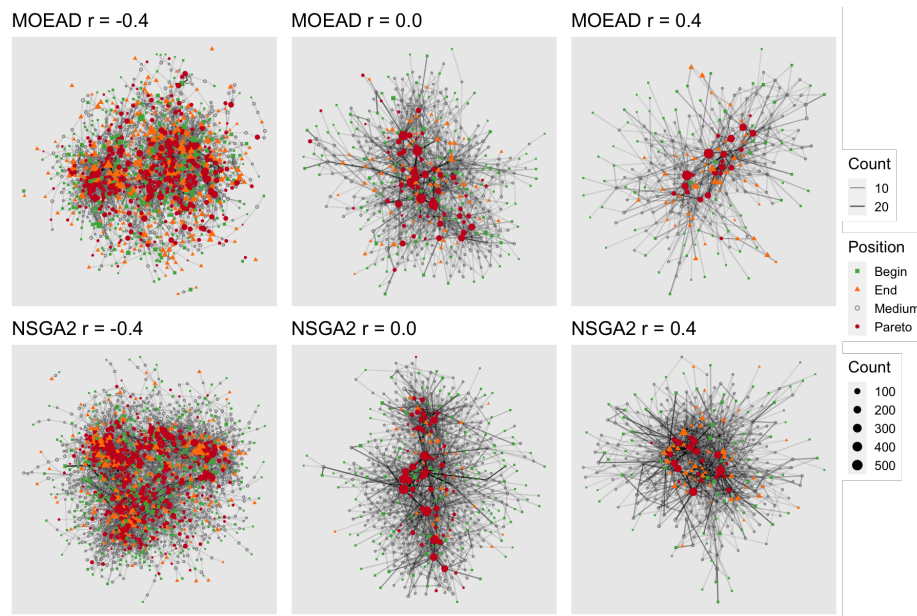 MOEAD r = -0.4
MOEAD r = 0.0
MOEAD r = 0.4
Count
10
20
Position
Begin
End
Medium
Pareto
NSGA2 r = -0.4
NSGA2 r = 0.0
NSGA2 r = 0.4
Count
100
200
300
400
500